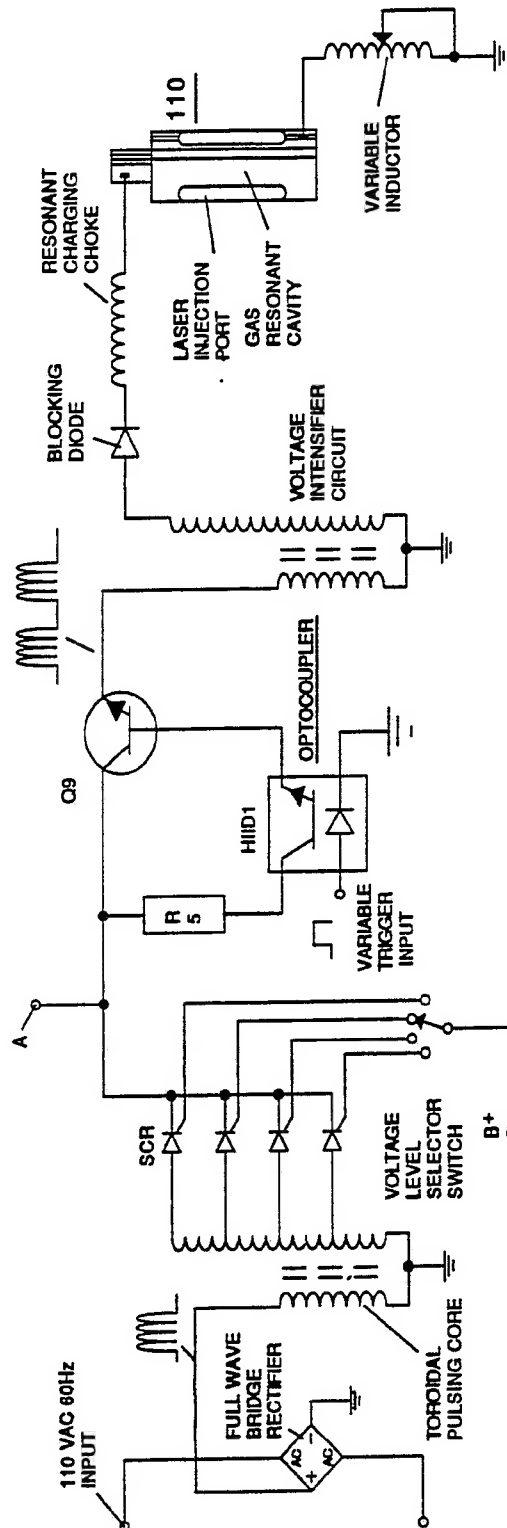 110 VAC 60Hz
INPUT
FULL WAVE
BRIDGE
RECTIFIER
AC
AC
+
−
TOROIDAL
PULSING CORE
SCR
VOLTAGE
LEVEL
SELECTOR
SWITCH
B+
A
R
5
VARIABLE
TRIGGER
INPUT
HIID1
OPTOCOUPLER
Q9
VOLTAGE
INTENSIFIER
CIRCUIT
BLOCKING
DIODE
RESONANT
CHARGING
CHOKE
LASER
INJECTION
PORT
GAS
RESONANT
CAVITY
110
VARIABLE
INDUCTOR